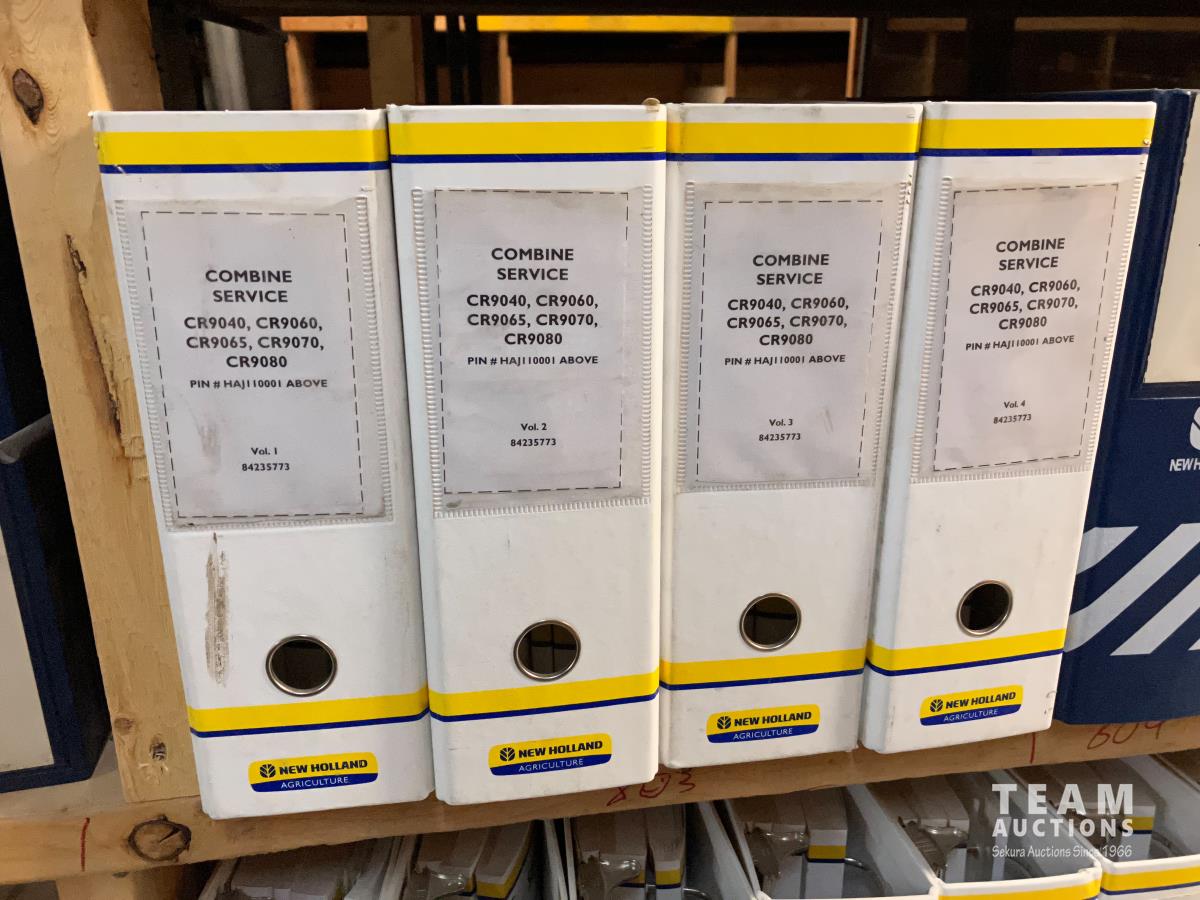 COMBINE
SERVICE
CR9040, CR9060,
CR9065, CR9070,
CR9080
PIN # HAJ110001 ABOVE
Vol. 1
84235773
NEW HOLLAND
AGRICULTURE
COMBINE
SERVICE
CR9040, CR9060,
CR9065, CR9070,
CR9080
PIN # HAJ110001 ABOVE
Vol. 2
84235773
NEW HOLLAND
AGRICULTURE
COMBINE
SERVICE
CR9040, CR9060,
CR9065, CR9070,
CR9080
PIN # HAJ110001 ABOVE
Vol. 3
84235773
NEW HOLLAND
AGRICULTURE
COMBINE
SERVICE
CR9040, CR9060,
CR9065, CR9070,
CR9080
PIN # HAJ110001 ABOVE
Vol. 4
84235773
NEW HOLLAND
AGRICULTURE
NEW H
803
804
TEAM
AUCTIONS
Sekura Auctions Since 1966